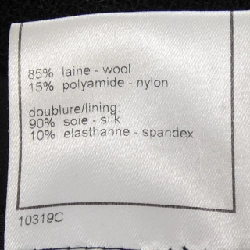 85% laine - wool
15% polyamide - nylon
doublure/lining:
90% soie - silk
10% elasthanne - spandex
10319C